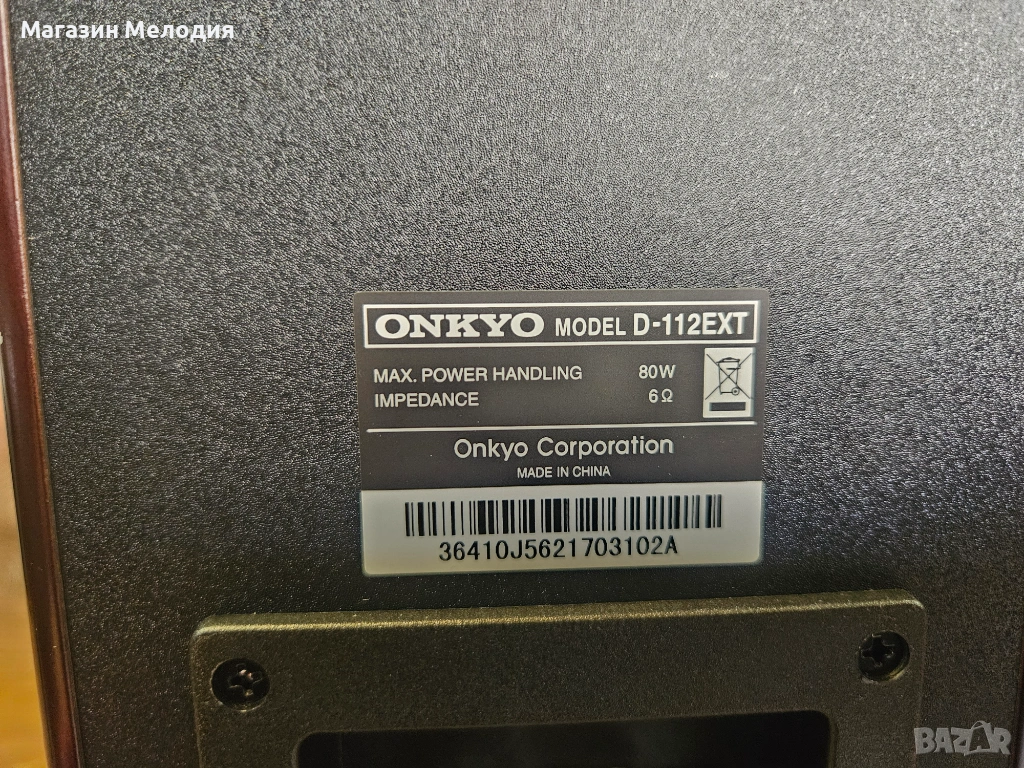 Магазин Мелодия
ONKYO MODEL D-112EXT
MAX. POWER HANDLING 80W
IMPEDANCE 6Ω
Onkyo Corporation
MADE IN CHINA
36410J5621703102A
BAZAR